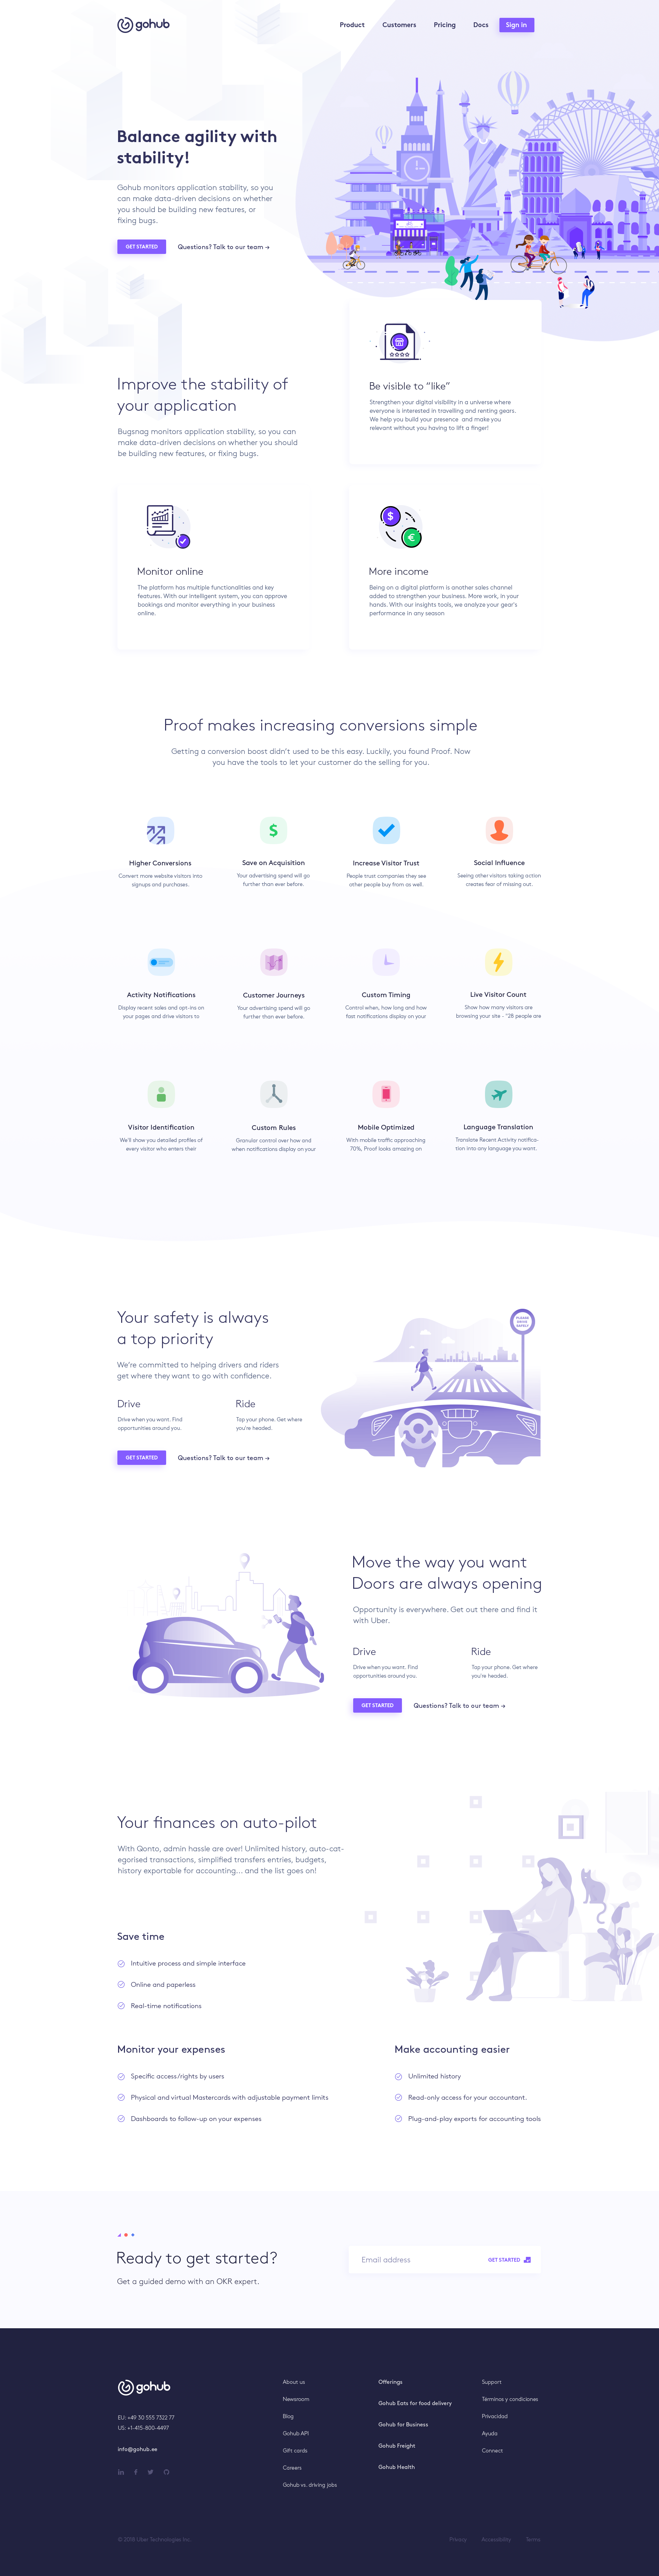 gohub
Product
Customers
Pricing
Docs
Sign in
Balance agility with
stability!
Gohub monitors application stability, so you
can make data-driven decisions on whether
you should be building new features, or
fixing bugs.
GET STARTED
Questions? Talk to our team →
Be visible to “like”
Strengthen your digital visibility in a universe where
everyone is interested in travelling and renting gears.
We help you build your presence and make you
relevant without you having to lift a finger!
Improve the stability of
your application
Bugsnag monitors application stability, so you can
make data-driven decisions on whether you should
be building new features, or fixing bugs.
Monitor online
The platform has multiple functionalities and key
features. With our intelligent system, you can approve
bookings and monitor everything in your business
online.
More income
Being on a digital platform is another sales channel
added to strengthen your business. More work, in your
hands. With our insights tools, we analyze your gear's
performance in any season
Proof makes increasing conversions simple
Getting a conversion boost didn’t used to be this easy. Luckily, you found Proof. Now
you have the tools to let your customer do the selling for you.
Higher Conversions
Convert more website visitors into
signups and purchases.
Save on Acquisition
Your advertising spend will go
further than ever before.
Increase Visitor Trust
People trust companies they see
other people buy from as well.
Social Influence
Seeing other visitors taking action
creates fear of missing out.
Activity Notifications
Display recent sales and opt-ins on
your pages and drive visitors to
Customer Journeys
Your advertising spend will go
further than ever before.
Custom Timing
Control when, how long and how
fast notifications display on your
Live Visitor Count
Show how many visitors are
browsing your site - "28 people are
Visitor Identification
We'll show you detailed profiles of
every visitor who enters their
Custom Rules
Granular control over how and
when notifications display on your
Mobile Optimized
With mobile traffic approaching
70%, Proof looks amazing on
Language Translation
Translate Recent Activity notifica-
tion into any language you want.
Your safety is always
a top priority
We’re committed to helping drivers and riders
get where they want to go with confidence.
Drive
Drive when you want. Find
opportunities around you.
Ride
Tap your phone. Get where
you’re headed.
GET STARTED
Questions? Talk to our team →
PLEASE
DRIVE
SAFELY
Move the way you want
Doors are always opening
Opportunity is everywhere. Get out there and find it
with Uber.
Drive
Drive when you want. Find
opportunities around you.
Ride
Tap your phone. Get where
you’re headed.
GET STARTED
Questions? Talk to our team →
Your finances on auto-pilot
With Qonto, admin hassle are over! Unlimited history, auto-cat-
egorised transactions, simplified transfers entries, budgets,
history exportable for accounting... and the list goes on!
Save time
Intuitive process and simple interface
Online and paperless
Real-time notifications
Monitor your expenses
Specific access/rights by users
Physical and virtual Mastercards with adjustable payment limits
Dashboards to follow-up on your expenses
Make accounting easier
Unlimited history
Read-only access for your accountant.
Plug-and-play exports for accounting tools
Ready to get started?
Get a guided demo with an OKR expert.
Email address
GET STARTED
gohub
EU: +49 30 555 7322 77
US: +1-415-800-4497
info@gohub.ee
About us
Newsroom
Blog
Gohub API
Gift cards
Careers
Gohub vs. driving jobs
Offerings
Gohub Eats for food delivery
Gohub for Business
Gohub Freight
Gohub Health
Support
Términos y condiciones
Privacidad
Ayuda
Connect
© 2018 Uber Technologies Inc.
Privacy
Accessibility
Terms